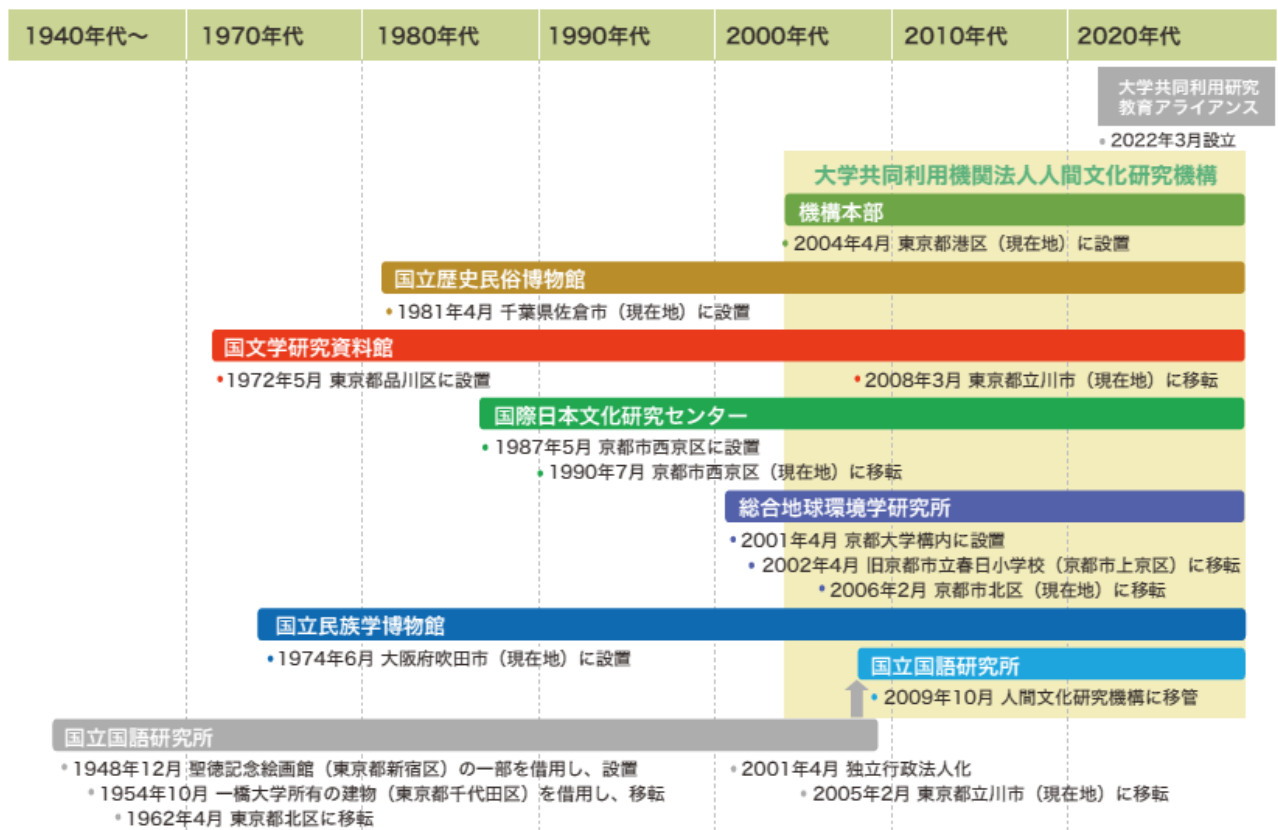 1940年代～ 1970年代 1980年代 1990年代 2000年代 2010年代 2020年代
大学共同利用研究
教育アライアンス
•2022年3月設立
大学共同利用機関法人人間文化研究機構
機構本部
•2004年4月 東京都港区（現在地）に設置
国立歴史民俗博物館
•1981年4月 千葉県佐倉市（現在地）に設置
国文学研究資料館
•1972年5月 東京都品川区に設置 •2008年3月 東京都立川市（現在地）に移転
国際日本文化研究センター
•1987年5月 京都市西京区に設置
•1990年7月 京都市西京区（現在地）に移転
総合地球環境学研究所
•2001年4月 京都大学構内に設置
•2002年4月 旧京都市立春日小学校（京都市上京区）に移転
•2006年2月 京都市北区（現在地）に移転
国立民族学博物館
•1974年6月 大阪府吹田市（現在地）に設置
国立国語研究所
•2009年10月 人間文化研究機構に移管
国立国語研究所
•1948年12月 聖徳記念絵画館（東京都新宿区）の一部を借用し、設置 •2001年4月 独立行政法人化
•1954年10月 一橋大学所有の建物（東京都千代田区）を借用し、移転 •2005年2月 東京都立川市（現在地）に移転
•1962年4月 東京都北区に移転